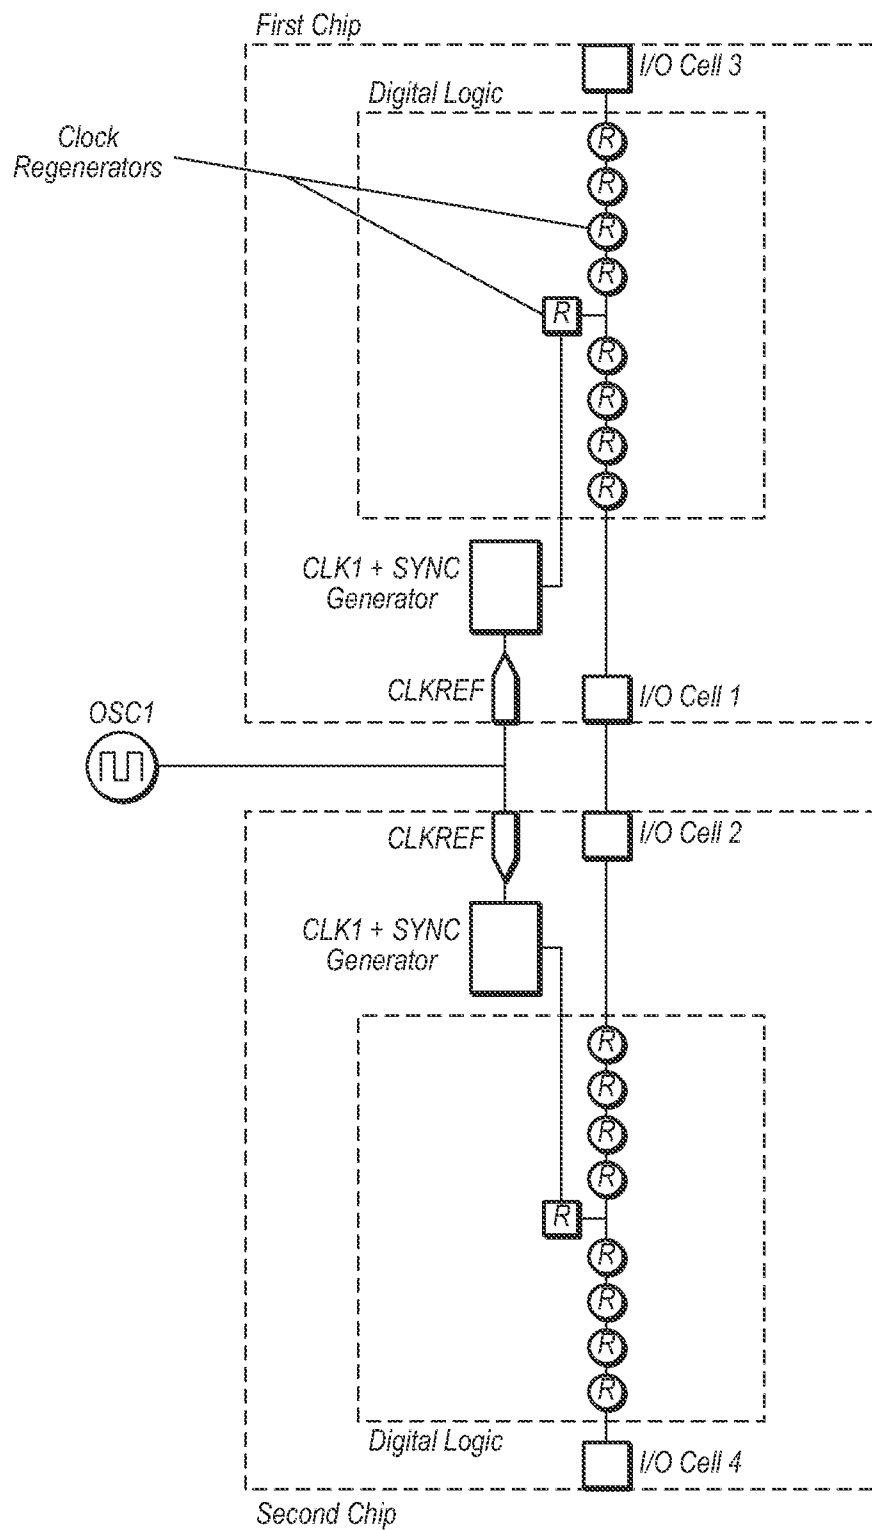 First Chip
I/O Cell 3
Digital Logic
Clock
Regenerators
R
R
R
R
R
R
R
R
R
CLK1 + SYNC
Generator
CLKREF
I/O Cell 1
OSC1
CLKREF
I/O Cell 2
CLK1 + SYNC
Generator
R
R
R
R
R
R
R
R
R
Digital Logic
I/O Cell 4
Second Chip